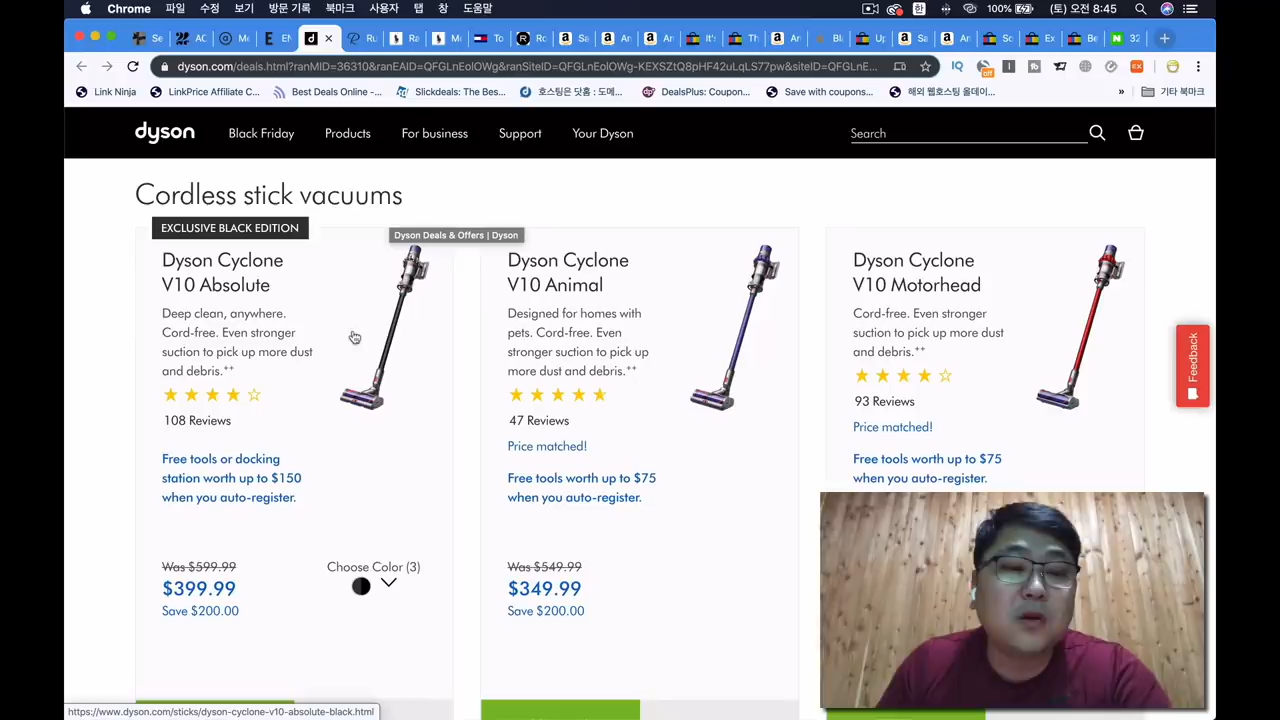 Chrome 파일 수정 보기 방문 기록 북마크 사용자 탭 창 도움말 한 100% (토) 오전 8:45
dyson.com/deals.html?ranMID=36310&ranEAID=QFGLnEolOWg&ranSiteID=QFGLnEolOWg-KEXSZtQ8pHF42uLqLS77pw&siteID=QFGLnEolOWg-K...
IQ off EX
Link Ninja LinkPrice Affiliate C... Best Deals Online -... Slickdeals: The Bes... 호스팅은 닷홈 : 도메... DealsPlus: Coupon... Save with coupons... 해외 웹호스팅 올데이... » 기타 북마크
dyson Black Friday Products For business Support Your Dyson Search
Cordless stick vacuums
EXCLUSIVE BLACK EDITION
Dyson Deals & Offers | Dyson
Dyson Cyclone
V10 Absolute
Deep clean, anywhere.
Cord-free. Even stronger
suction to pick up more dust
and debris.⁺⁺
108 Reviews
Free tools or docking
station worth up to $150
when you auto-register.
Was $599.99
$399.99
Save $200.00
Choose Color (3)
Dyson Cyclone
V10 Animal
Designed for homes with
pets. Cord-free. Even
stronger suction to pick up
more dust and debris.⁺⁺
47 Reviews
Price matched!
Free tools worth up to $75
when you auto-register.
Was $549.99
$349.99
Save $200.00
Dyson Cyclone
V10 Motorhead
Cord-free. Even stronger
suction to pick up more dust
and debris.⁺⁺
93 Reviews
Price matched!
Free tools worth up to $75
when you auto-register.
Feedback
https://www.dyson.com/sticks/dyson-cyclone-v10-absolute-black.html